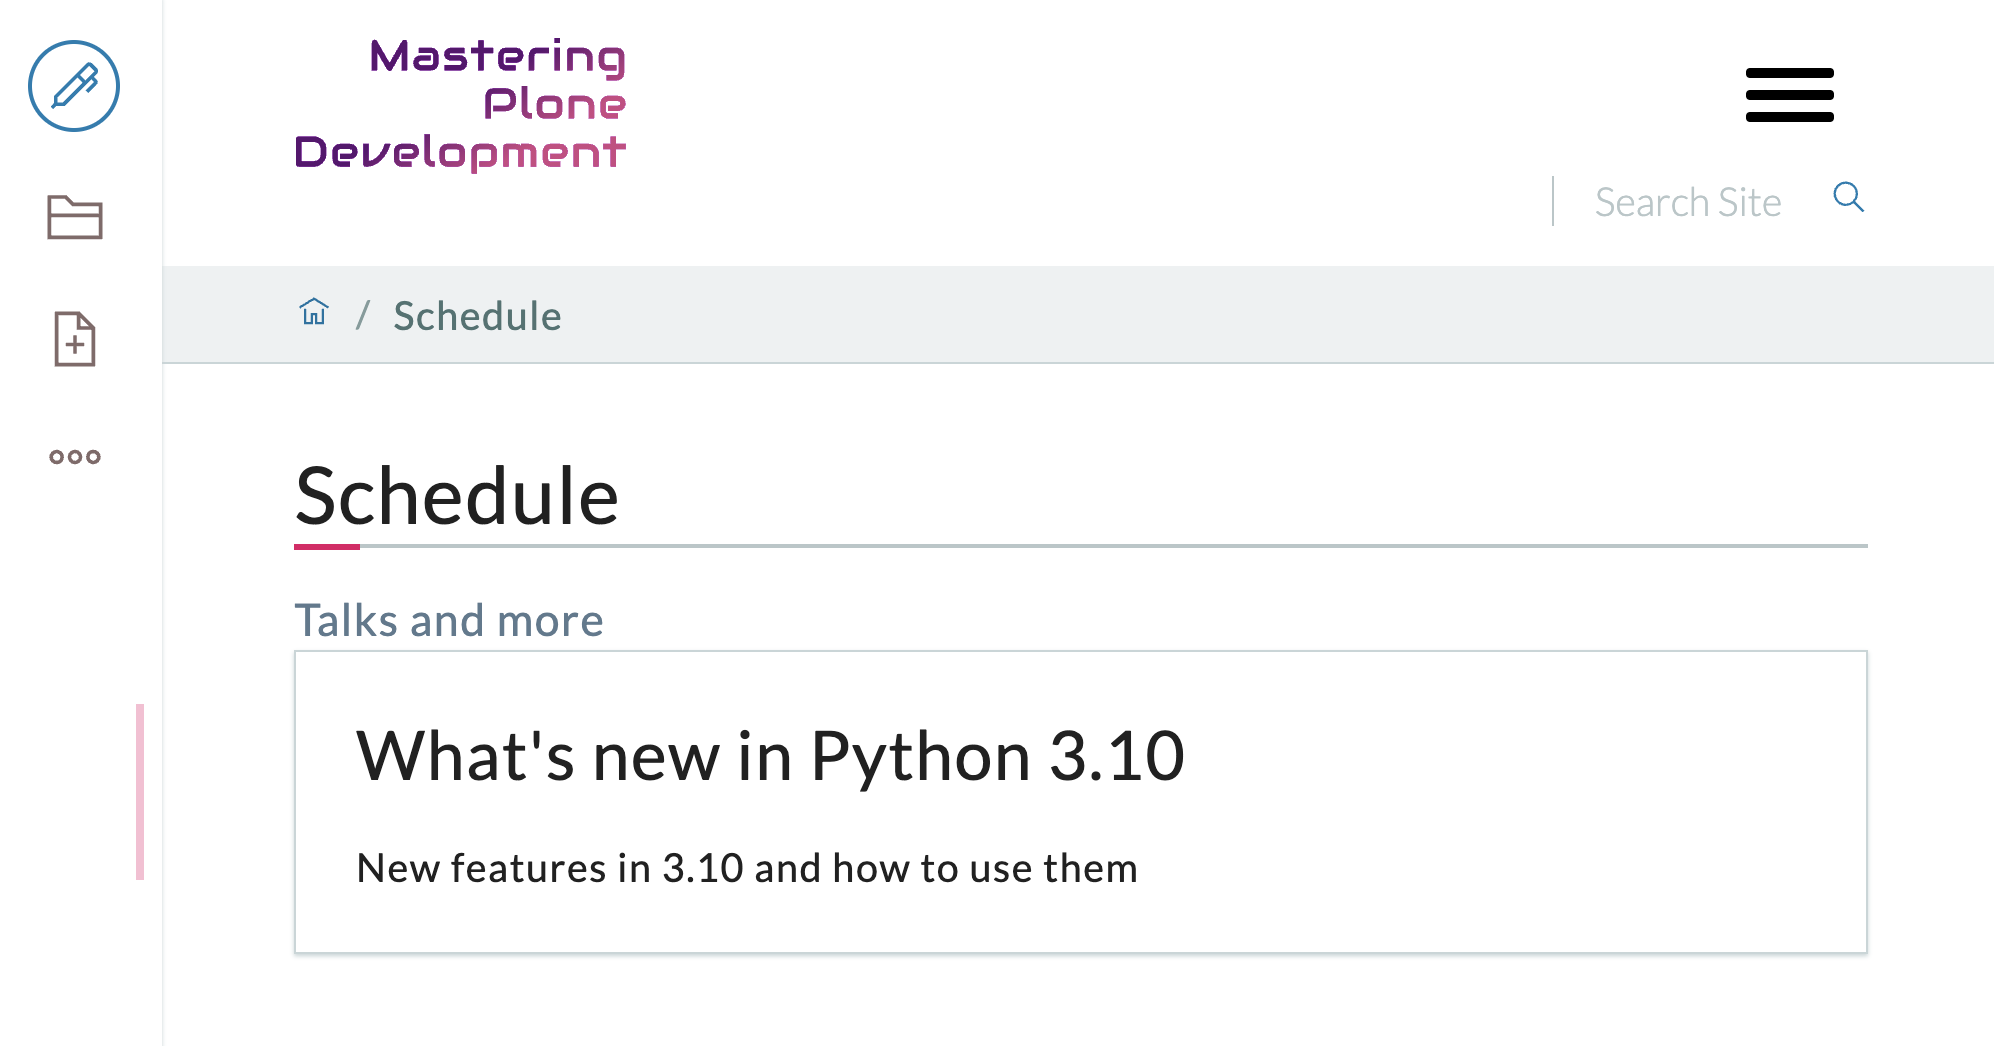 Mastering
Plone
Development
Search Site
/ Schedule
Schedule
Talks and more
What's new in Python 3.10
New features in 3.10 and how to use them